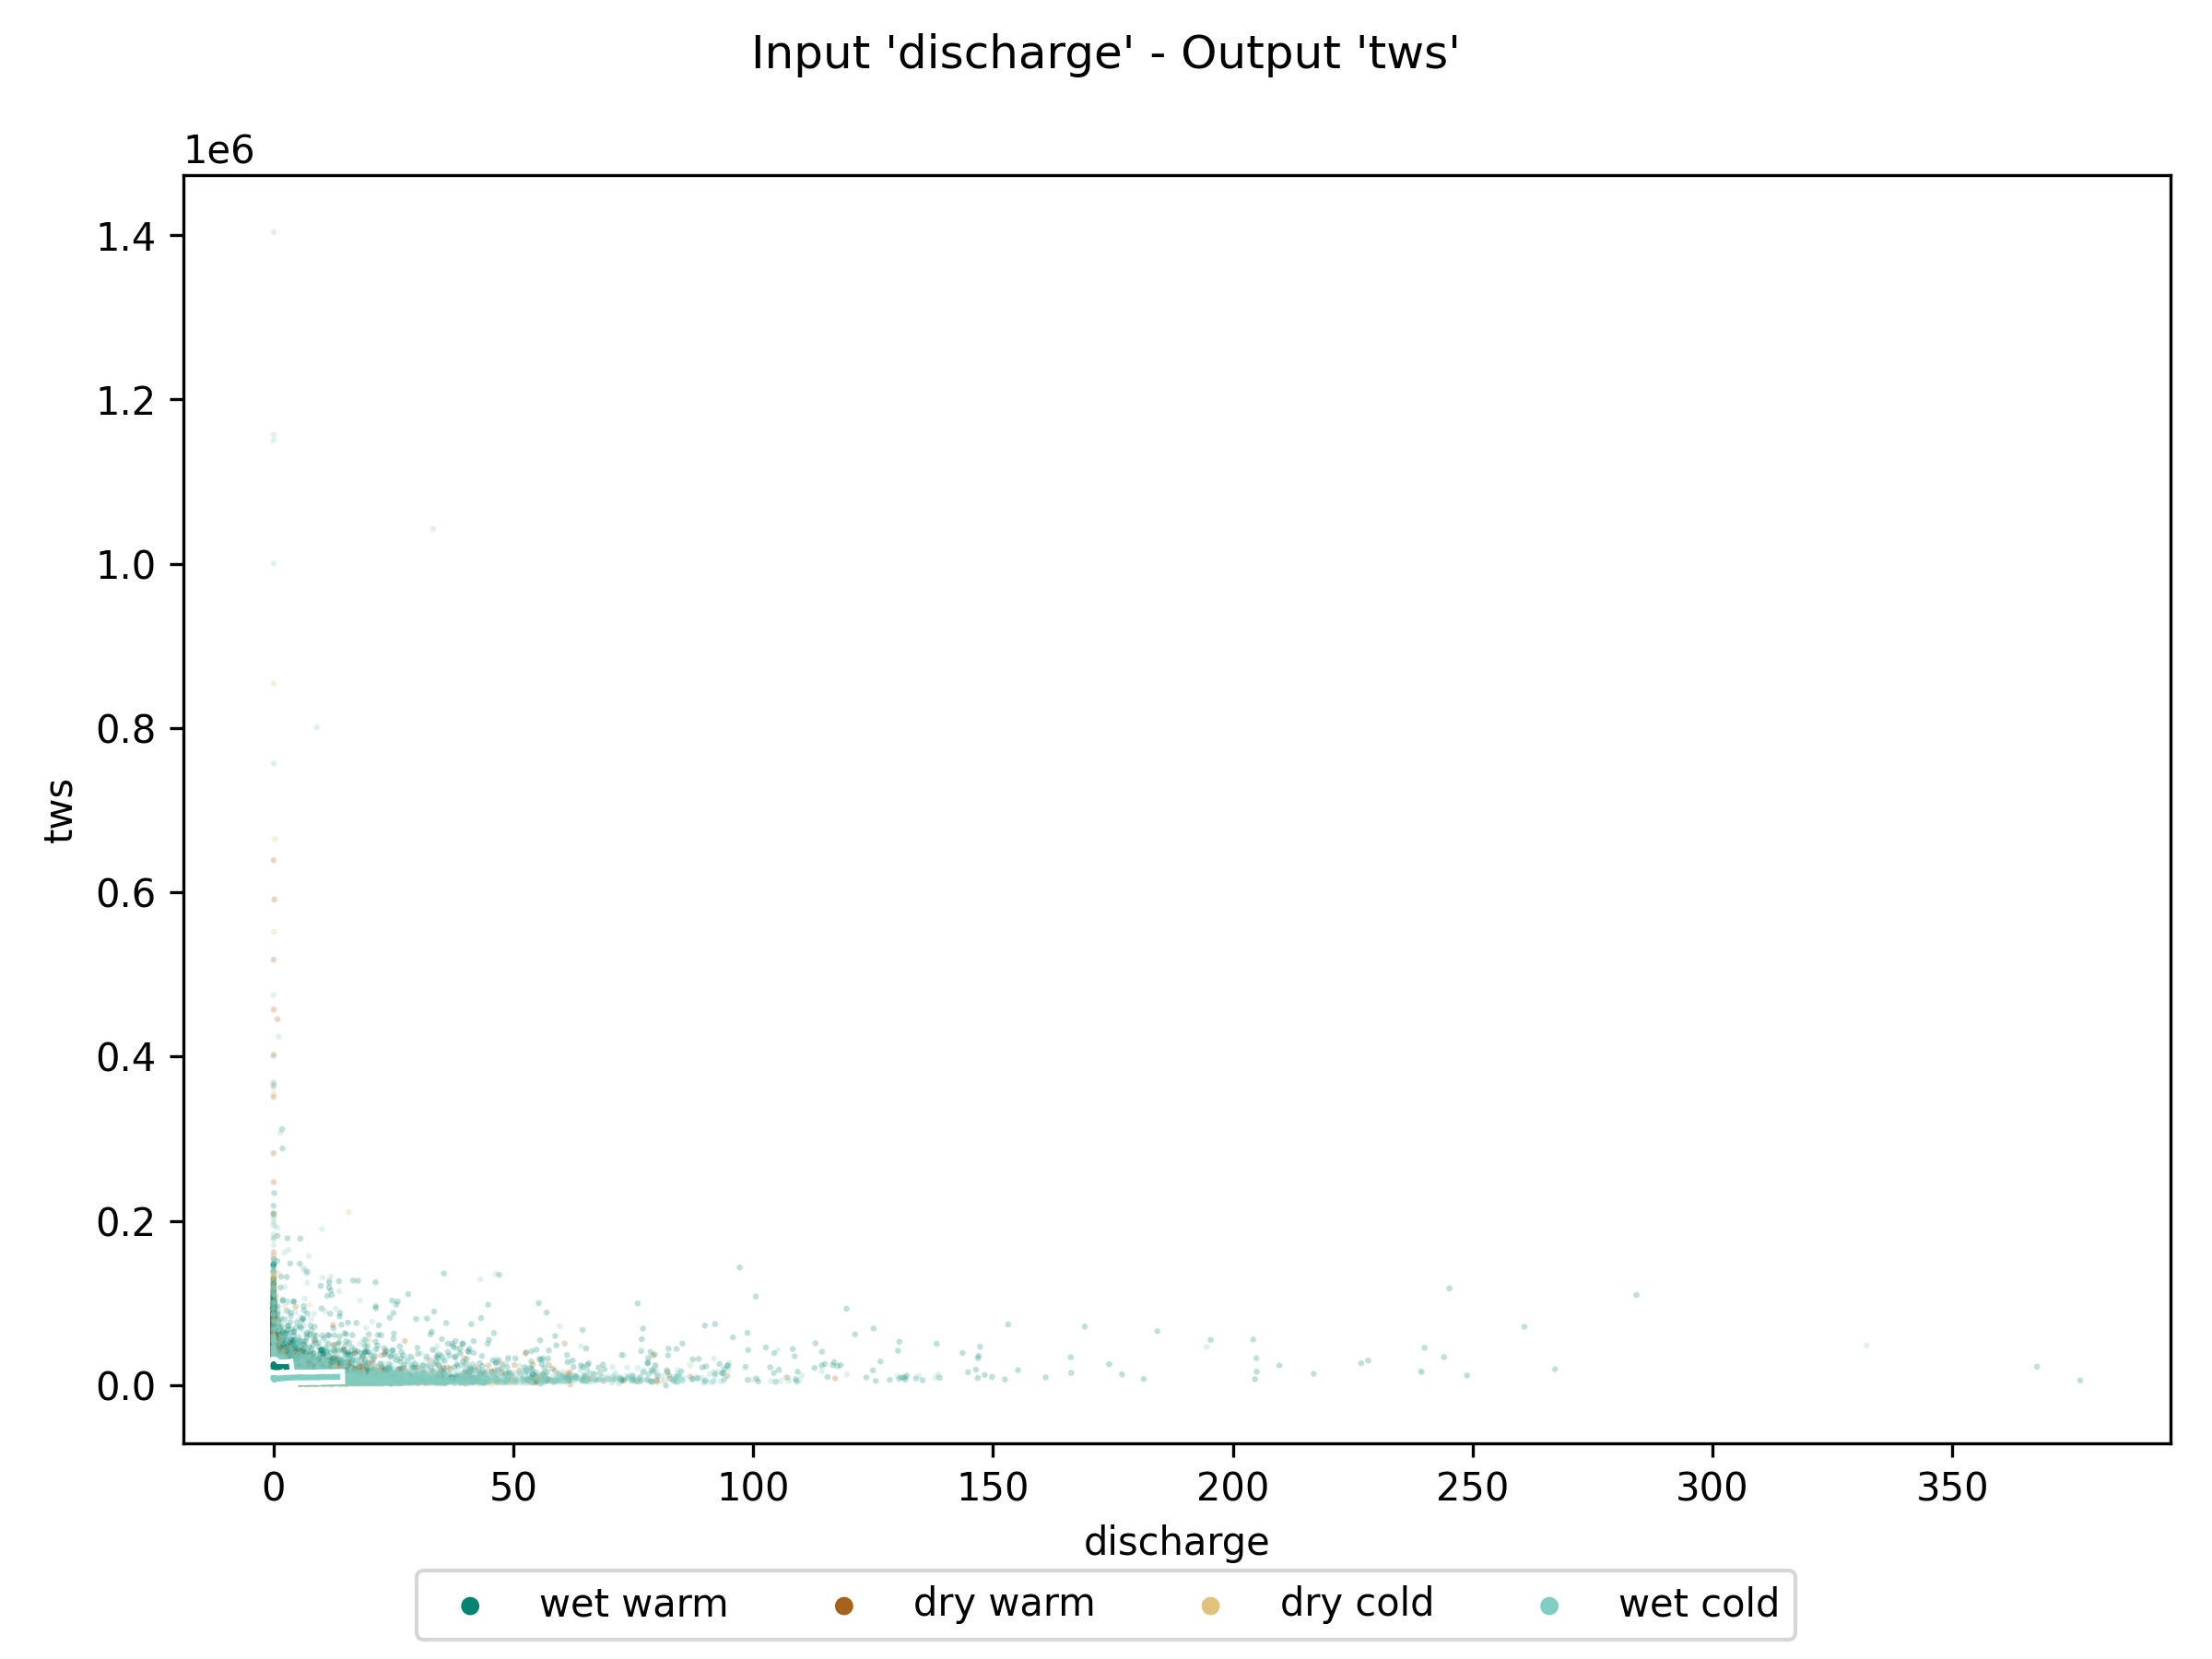 Input 'discharge' - Output 'tws'
1e6
1.4
1.2
1.0
0.8
0.6
0.4
0.2
0.0
tws
0 50 100 150 200 250 300 350
discharge
wet warm dry warm dry cold wet cold